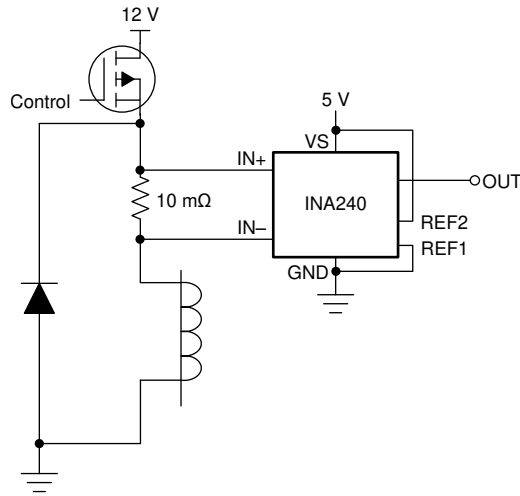 12 V
Control
5 V
VS
IN+
OUT
10 mΩ
INA240
REF2
IN–
REF1
GND